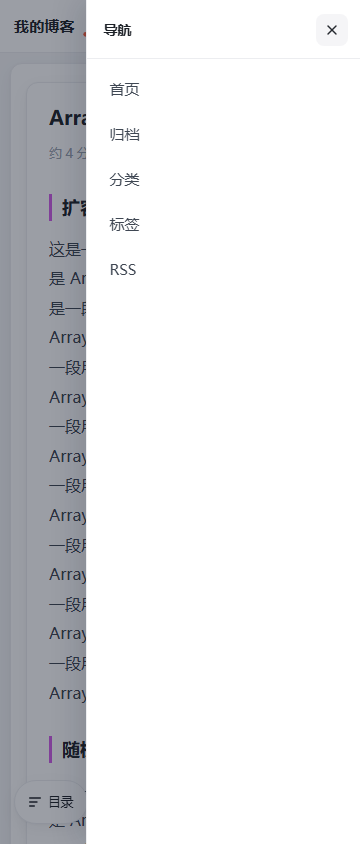 我的博客
导航
首页
归档
分类
标签
RSS
Arra
约 4 分
扩容
这是一
是 Ar
是一段
Array
一段用
Array
一段用
Array
一段用
Array
一段用
Array
一段用
Array
一段用
Array
随机
目录
是 Ar